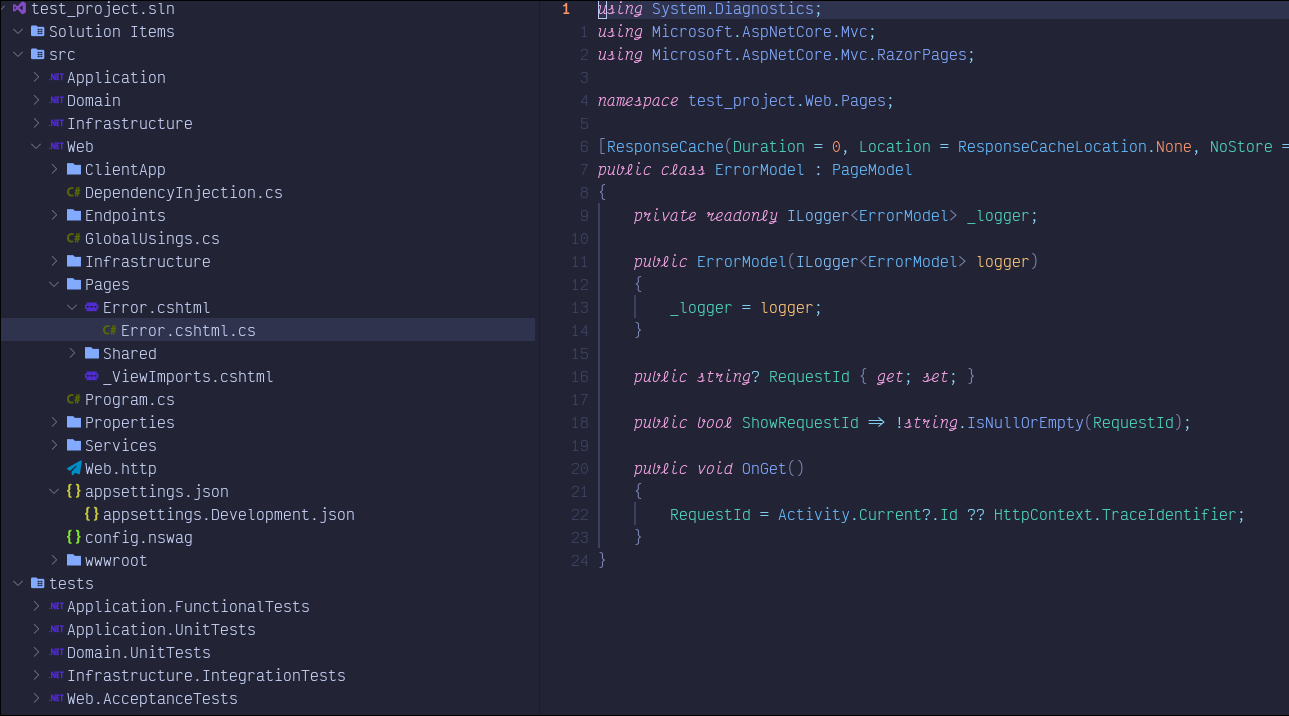 test_project.sln
Solution Items
src
.NET Application
.NET Domain
.NET Infrastructure
.NET Web
ClientApp
C# DependencyInjection.cs
Endpoints
C# GlobalUsings.cs
Infrastructure
Pages
Error.cshtml
C# Error.cshtml.cs
Shared
_ViewImports.cshtml
C# Program.cs
Properties
Services
Web.http
{} appsettings.json
{} appsettings.Development.json
{} config.nswag
wwwroot
tests
.NET Application.FunctionalTests
.NET Application.UnitTests
.NET Domain.UnitTests
.NET Infrastructure.IntegrationTests
.NET Web.AcceptanceTests
1 using System.Diagnostics;
1 using Microsoft.AspNetCore.Mvc;
2 using Microsoft.AspNetCore.Mvc.RazorPages;
3
4 namespace test_project.Web.Pages;
5
6 [ResponseCache(Duration = 0, Location = ResponseCacheLocation.None, NoStore =
7 public class ErrorModel : PageModel
8 {
9     private readonly ILogger<ErrorModel> _logger;
10
11     public ErrorModel(ILogger<ErrorModel> logger)
12     {
13         _logger = logger;
14     }
15
16     public string? RequestId { get; set; }
17
18     public bool ShowRequestId => !string.IsNullOrEmpty(RequestId);
19
20     public void OnGet()
21     {
22         RequestId = Activity.Current?.Id ?? HttpContext.TraceIdentifier;
23     }
24 }